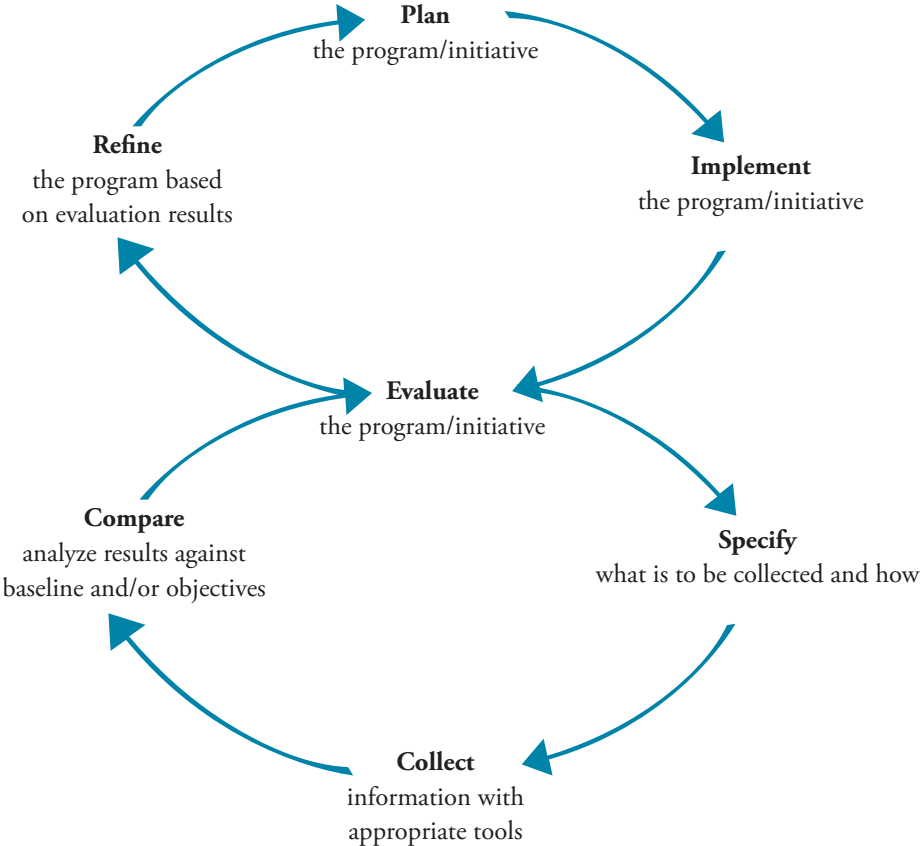 Plan
the program/initiative
Implement
the program/initiative
Refine
the program based
on evaluation results
Evaluate
the program/initiative
Specify
what is to be collected and how
Compare
analyze results against
baseline and/or objectives
Collect
information with
appropriate tools